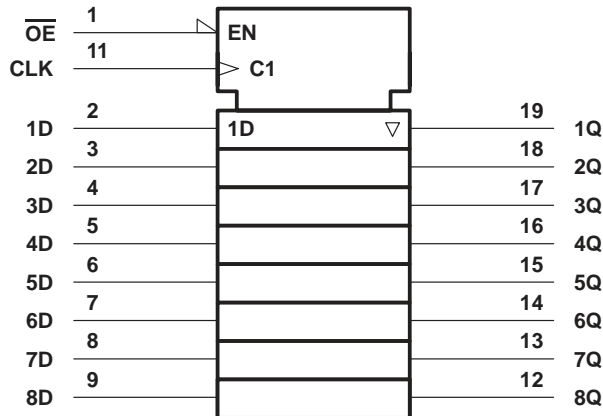 OE 1 EN
CLK 11 C1
1D 2 1D 19 1Q
2D 3 18 2Q
3D 4 17 3Q
4D 5 16 4Q
5D 6 15 5Q
6D 7 14 6Q
7D 8 13 7Q
8D 9 12 8Q